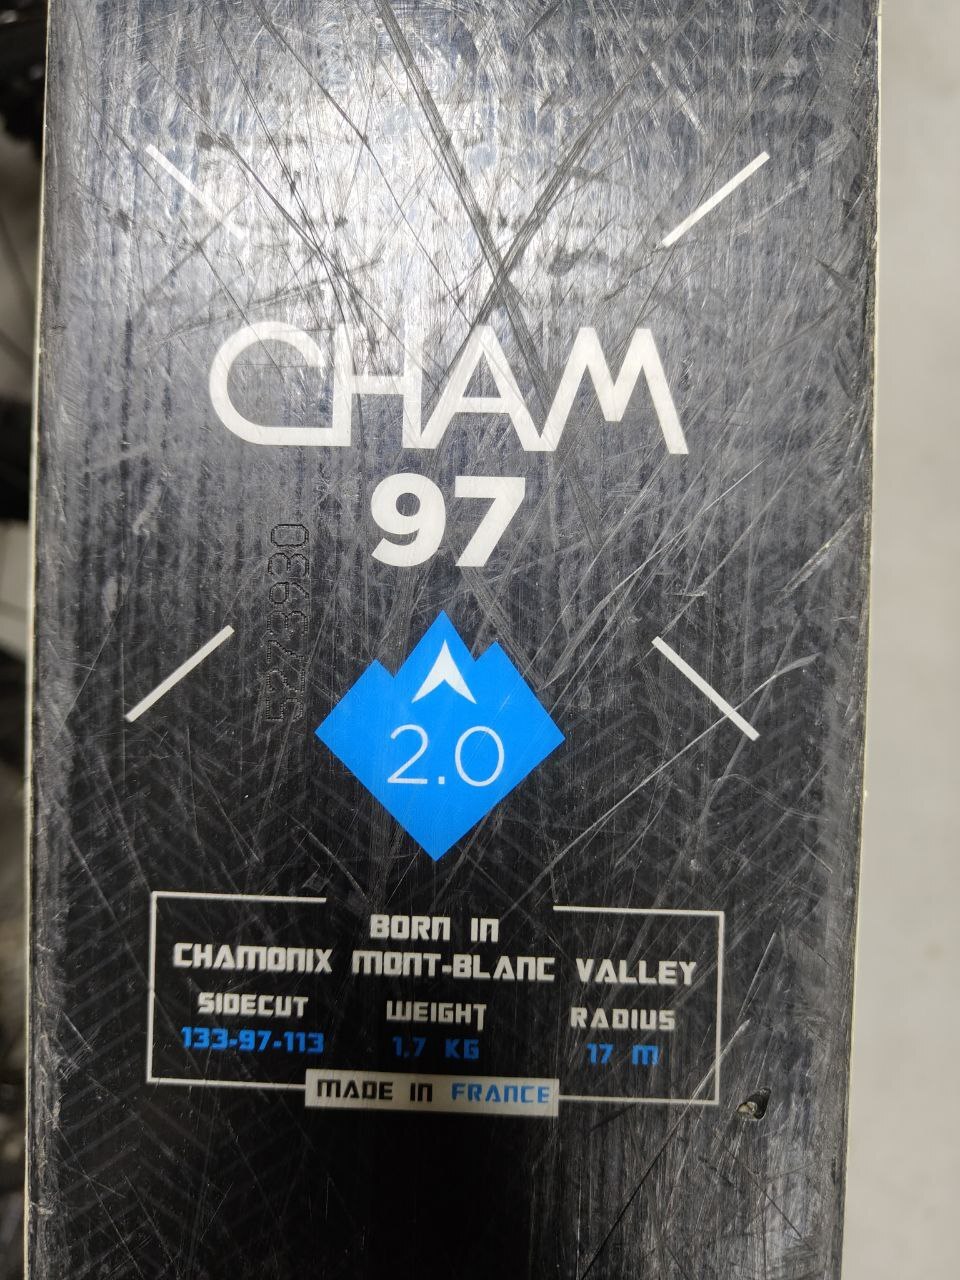 CHAM
97
5273930
2.0
BORN IN
CHAMONIX MONT-BLANC VALLEY
SIDECUT WEIGHT RADIUS
133-97-113 1,7 KG 17 M
MADE IN FRANCE